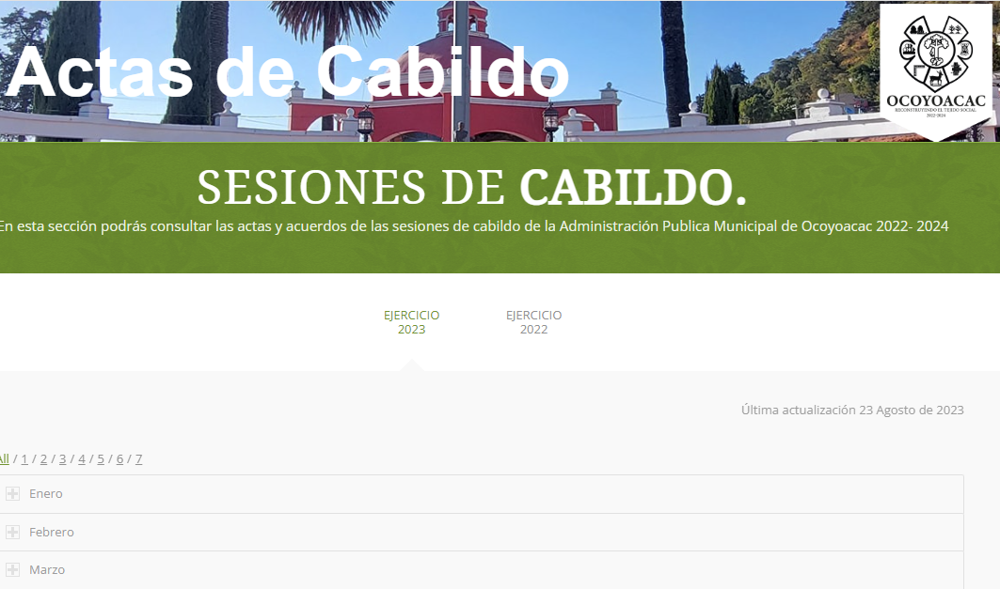 Actas de Cabildo
OCOYOACAC
RECONSTRUYENDO EL TEJIDO SOCIAL
2022-2024
SESIONES DE CABILDO.
En esta sección podrás consultar las actas y acuerdos de las sesiones de cabildo de la Administración Publica Municipal de Ocoyoacac 2022- 2024
EJERCICIO
2023
EJERCICIO
2022
Última actualización 23 Agosto de 2023
All / 1 / 2 / 3 / 4 / 5 / 6 / 7
Enero
Febrero
Marzo